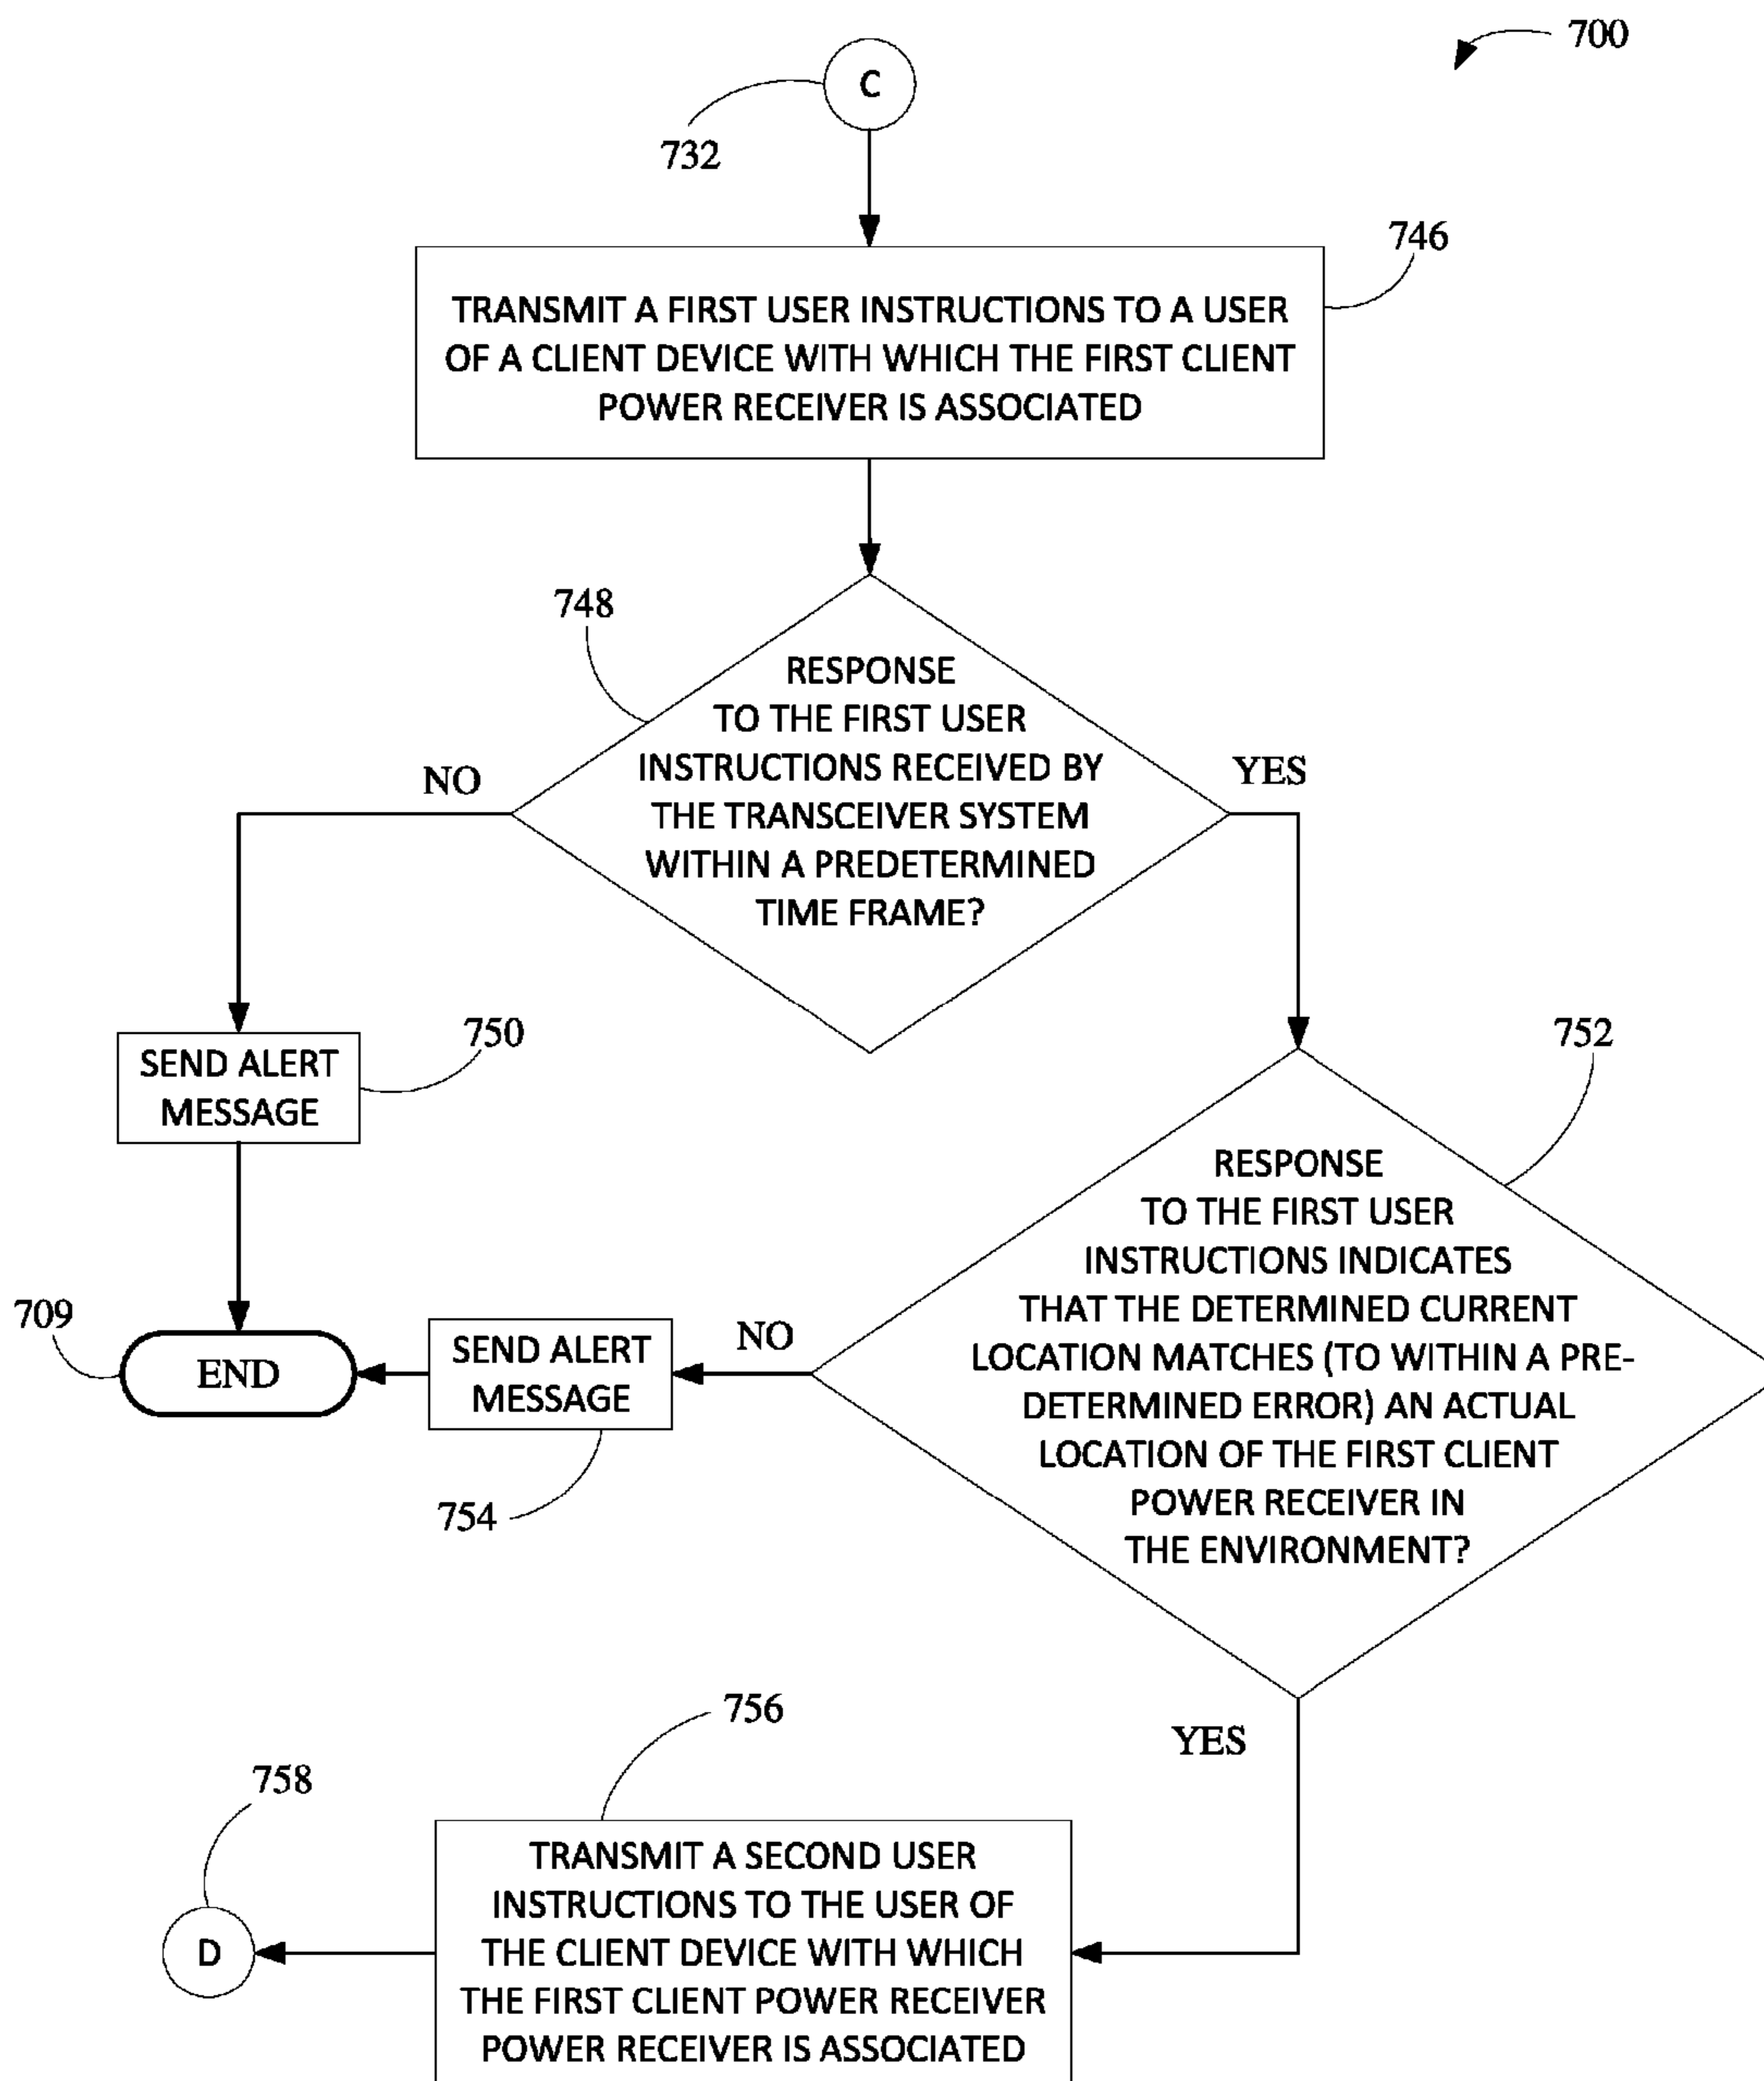 700
C
732
746
TRANSMIT A FIRST USER INSTRUCTIONS TO A USER
OF A CLIENT DEVICE WITH WHICH THE FIRST CLIENT
POWER RECEIVER IS ASSOCIATED
748
RESPONSE
TO THE FIRST USER
INSTRUCTIONS RECEIVED BY
THE TRANSCEIVER SYSTEM
WITHIN A PREDETERMINED
TIME FRAME?
NO
YES
750
SEND ALERT
MESSAGE
752
RESPONSE
TO THE FIRST USER
INSTRUCTIONS INDICATES
THAT THE DETERMINED CURRENT
LOCATION MATCHES (TO WITHIN A PRE-
DETERMINED ERROR) AN ACTUAL
LOCATION OF THE FIRST CLIENT
POWER RECEIVER IN
THE ENVIRONMENT?
709
END
SEND ALERT
MESSAGE
NO
754
YES
756
758
TRANSMIT A SECOND USER
INSTRUCTIONS TO THE USER OF
THE CLIENT DEVICE WITH WHICH
THE FIRST CLIENT POWER RECEIVER
POWER RECEIVER IS ASSOCIATED
D